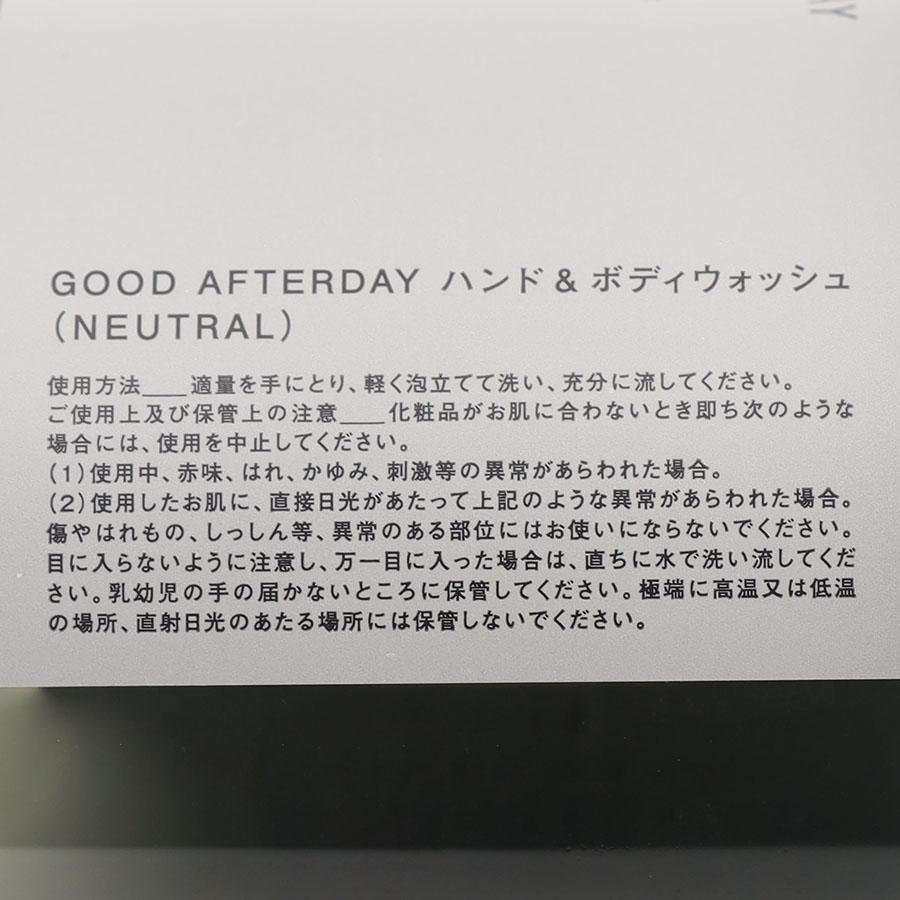 AY
GOOD AFTERDAY ハンド & ボディウォッシュ
（NEUTRAL）
使用方法___適量を手にとり、軽く泡立てて洗い、充分に流してください。
ご使用上及び保管上の注意___化粧品がお肌に合わないとき即ち次のような
場合には、使用を中止してください。
（1）使用中、赤味、はれ、かゆみ、刺激等の異常があらわれた場合。
（2）使用したお肌に、直接日光があたって上記のような異常があらわれた場合。
傷やはれもの、しっしん等、異常のある部位にはお使いにならないでください。
目に入らないように注意し、万一目に入った場合は、直ちに水で洗い流してくだ
さい。乳幼児の手の届かないところに保管してください。極端に高温又は低温
の場所、直射日光のあたる場所には保管しないでください。